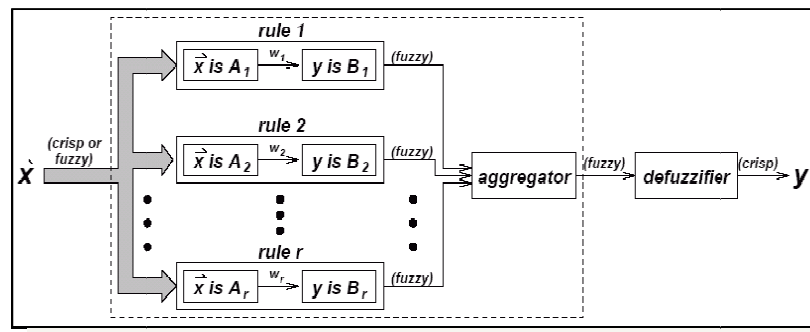 rule 1
x is A1
w1
y is B1
(fuzzy)
rule 2
(crisp or
fuzzy)
x
x is A2
w2
y is B2
(fuzzy)
aggregator
(fuzzy)
defuzzifier
(crisp)
y
rule r
x is Ar
wr
y is Br
(fuzzy)